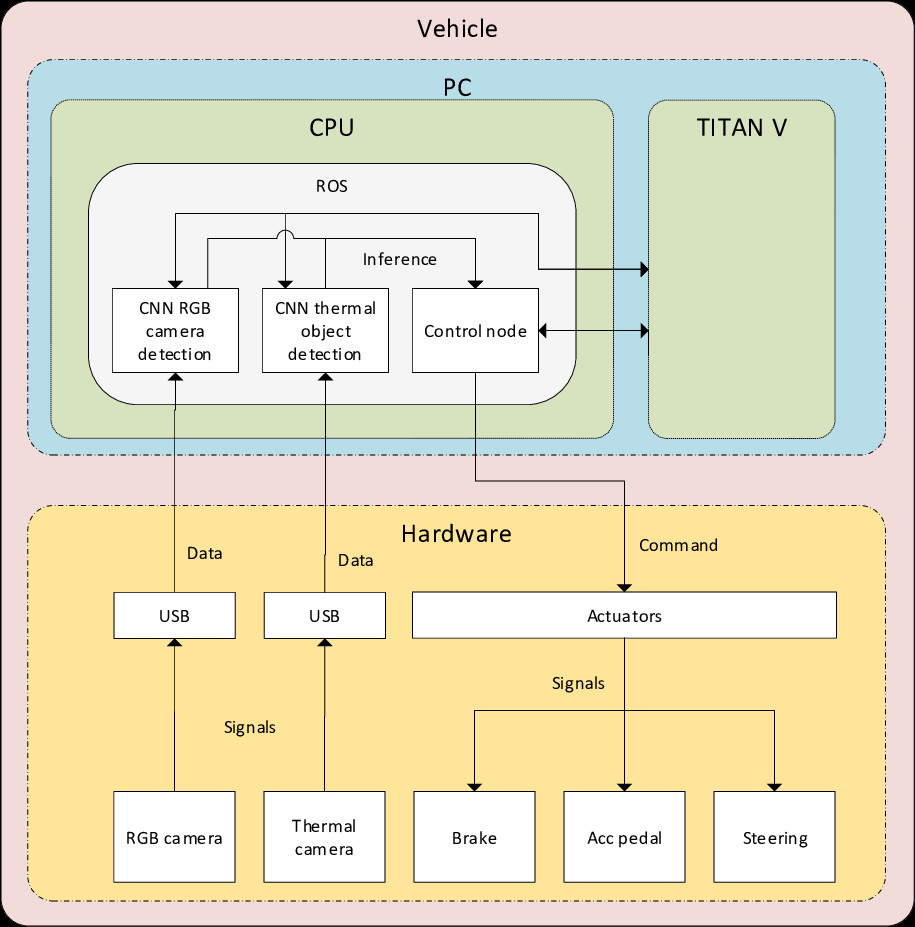 Vehicle
PC
CPU
TITAN V
ROS
Inference
CNN RGB
camera
detection
CNN thermal
object
detection
Control node
Hardware
Data
Data
Command
USB
USB
Actuators
Signals
Signals
RGB camera
Thermal
camera
Brake
Acc pedal
Steering